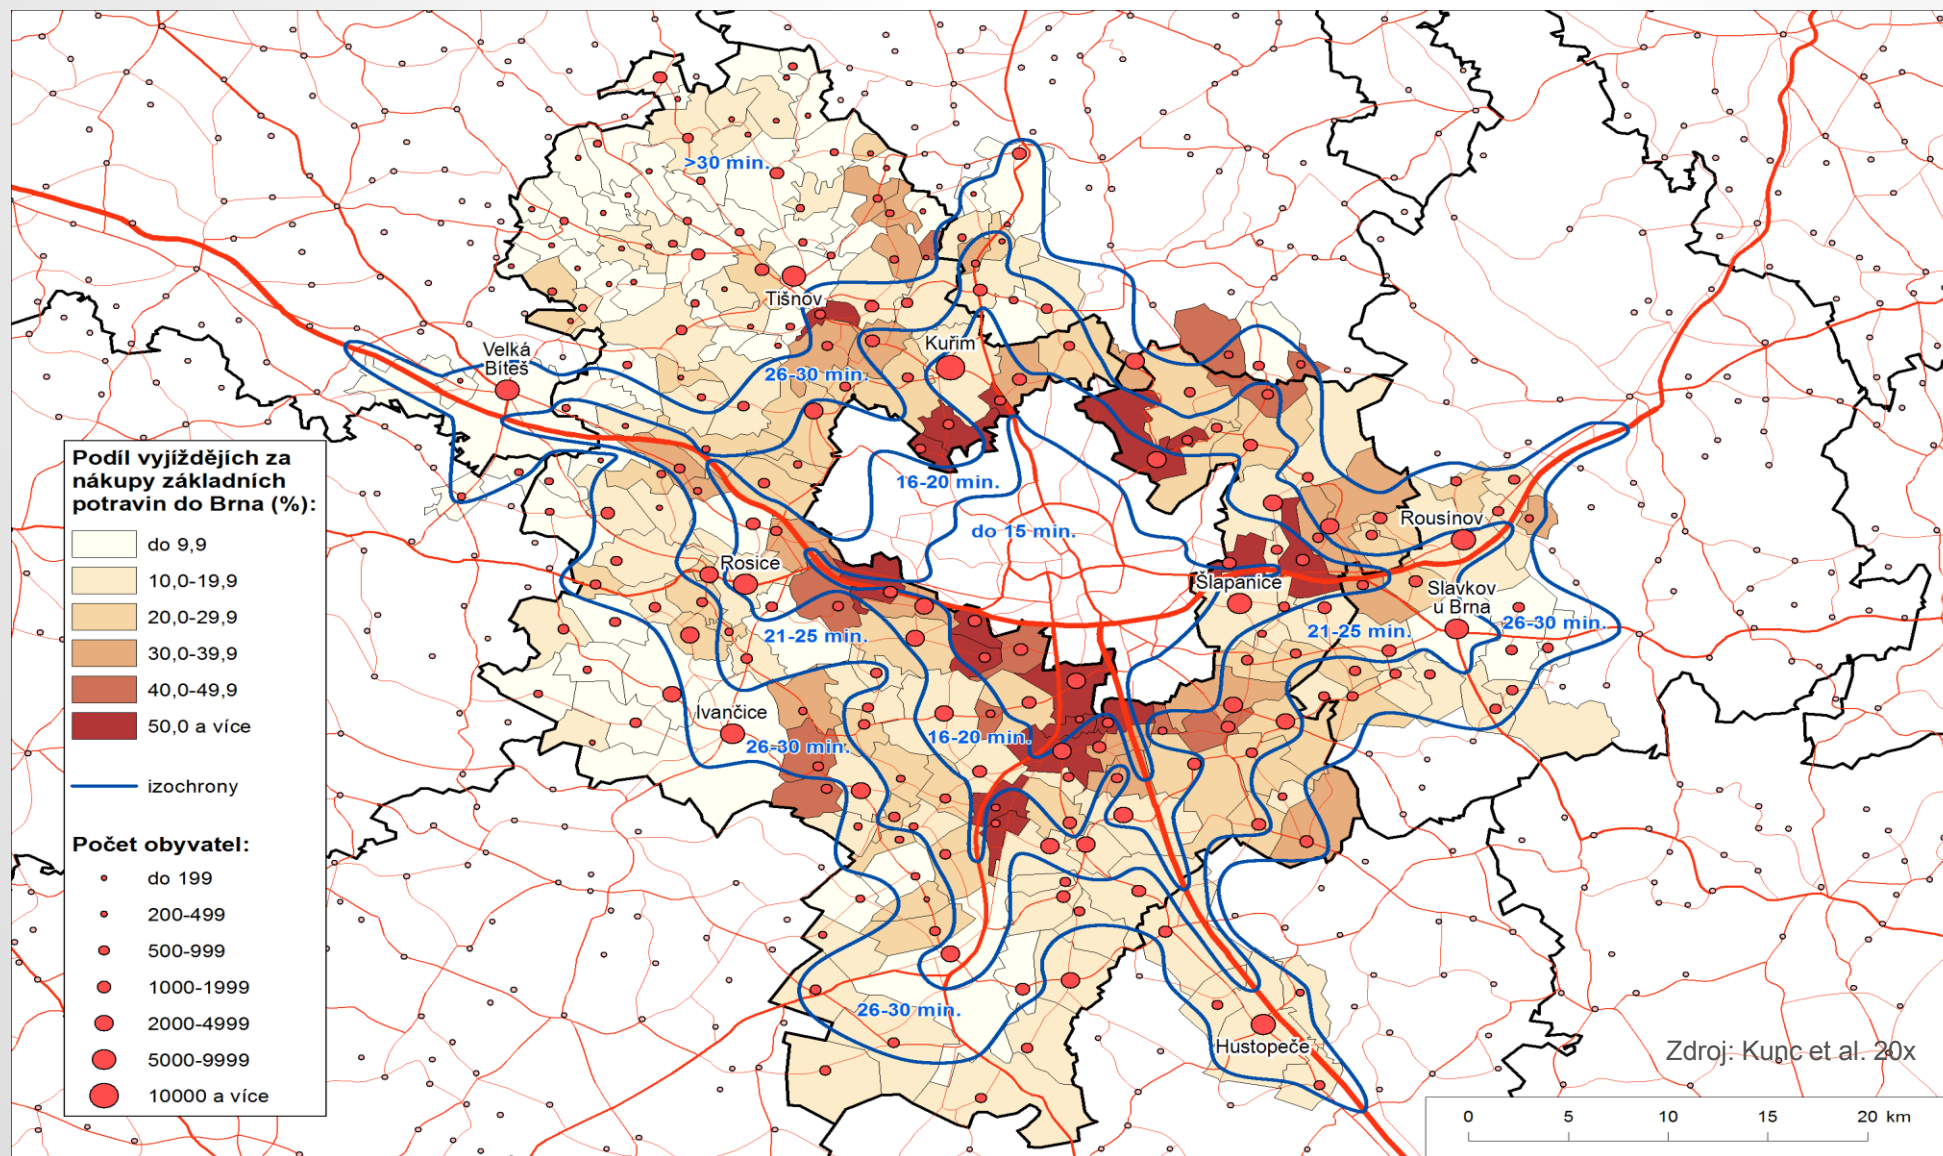 >30 min.
Tišnov
Kuřim
Velká
Bíteš
26-30 min.
Podíl vyjíždějících za
nákupy základních
potravin do Brna (%):
do 9,9
10,0-19,9
20,0-29,9
30,0-39,9
40,0-49,9
50,0 a více
izochrony
Počet obyvatel:
do 199
200-499
500-999
1000-1999
2000-4999
5000-9999
10000 a více
16-20 min.
do 15 min.
Rousínov
Rosice
Šlapanice
Slavkov
u Brna
21-25 min.
21-25 min.
26-30 min.
Ivančice
26-30 min.
16-20 min.
26-30 min.
Hustopeče
Zdroj: Kunc et al. 20x
0 5 10 15 20 km